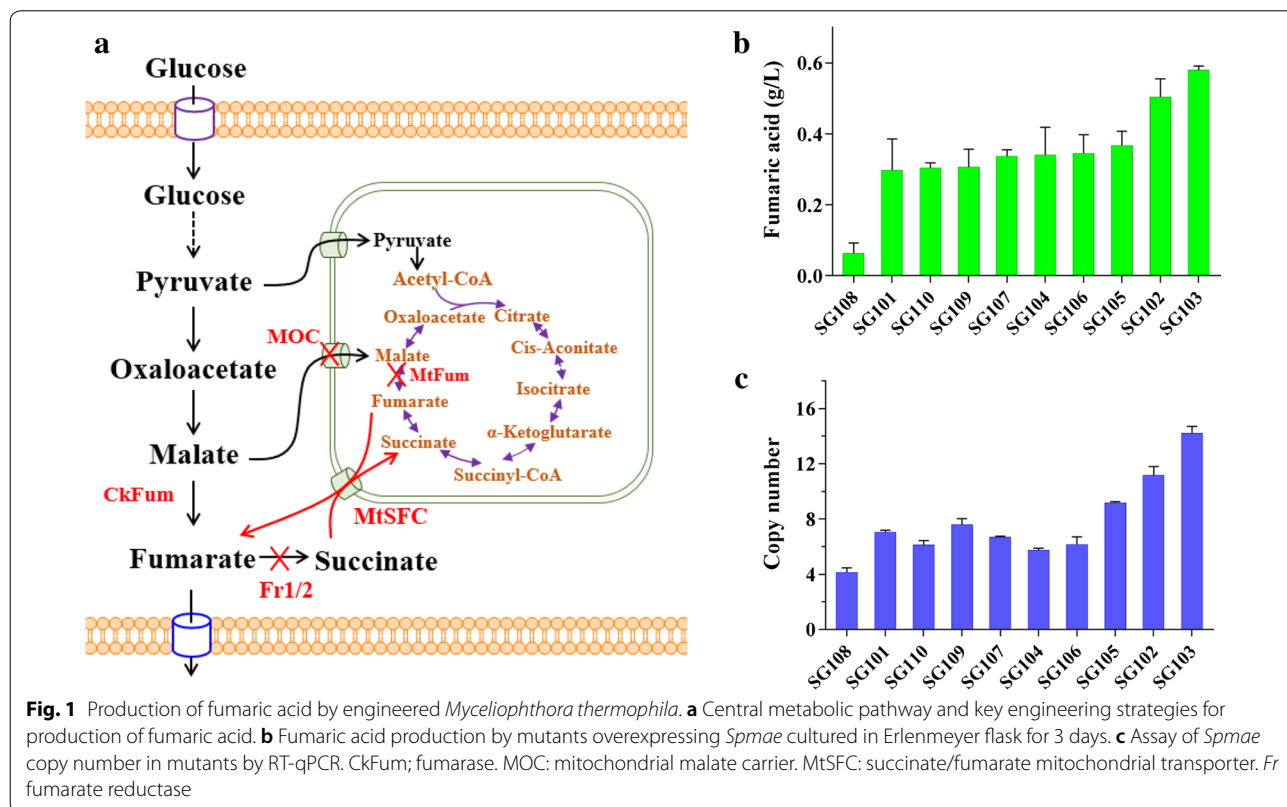 a
Glucose
Glucose
Pyruvate
Oxaloacetate
Malate
CkFum
Fumarate
Succinate
Fr1/2
MOC
MtSFC
Pyruvate
Acetyl-CoA
Oxaloacetate
Citrate
Malate
Cis-Aconitate
MtFum
Isocitrate
Fumarate
α-Ketoglutarate
Succinate
Succinyl-CoA
b
Fumaric acid (g/L)
0.6
0.4
0.2
0.0
SG108
SG101
SG110
SG109
SG107
SG104
SG106
SG105
SG102
SG103
c
Copy number
16
12
8
4
0
SG108
SG101
SG110
SG109
SG107
SG104
SG106
SG105
SG102
SG103
Fig. 1 Production of fumaric acid by engineered Myceliophthora thermophila. a Central metabolic pathway and key engineering strategies for
production of fumaric acid. b Fumaric acid production by mutants overexpressing Spmae cultured in Erlenmeyer flask for 3 days. c Assay of Spmae
copy number in mutants by RT-qPCR. CkFum; fumarase. MOC: mitochondrial malate carrier. MtSFC: succinate/fumarate mitochondrial transporter. Fr
fumarate reductase